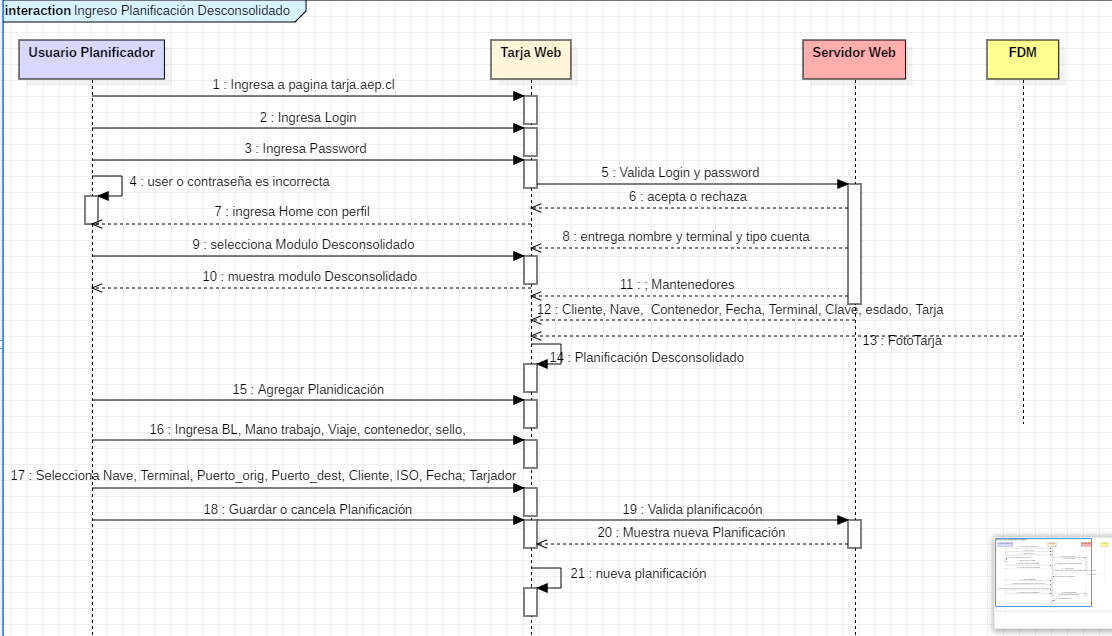 interaction Ingreso Planificación Desconsolidado
Usuario Planificador
Tarja Web
Servidor Web
FDM
1 : Ingresa a pagina tarja.aep.cl
2 : Ingresa Login
3 : Ingresa Password
4 : user o contraseña es incorrecta
5 : Valida Login y password
6 : acepta o rechaza
7 : ingresa Home con perfil
8 : entrega nombre y terminal y tipo cuenta
9 : selecciona Modulo Desconsolidado
10 : muestra modulo Desconsolidado
11 : ; Mantenedores
12 : Cliente, Nave,  Contenedor, Fecha, Terminal, Clave, esdado, Tarja
13 : FotoTarja
14 : Planificación Desconsolidado
15 : Agregar Planidicación
16 : Ingresa BL, Mano trabajo, Viaje, contenedor, sello,
17 : Selecciona Nave, Terminal, Puerto_orig, Puerto_dest, Cliente, ISO, Fecha; Tarjador
18 : Guardar o cancela Planificación
19 : Valida planificacoón
20 : Muestra nueva Planificación
21 : nueva planificación